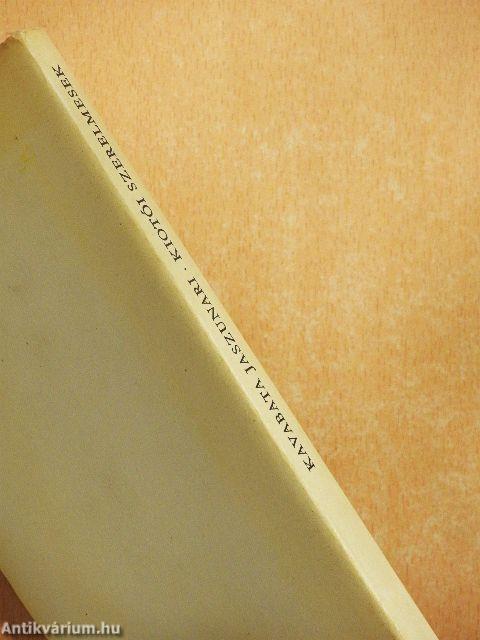 KAVABATA JASZUNARI · KIOTÓI SZERELMESEK
Antikvárium.hu